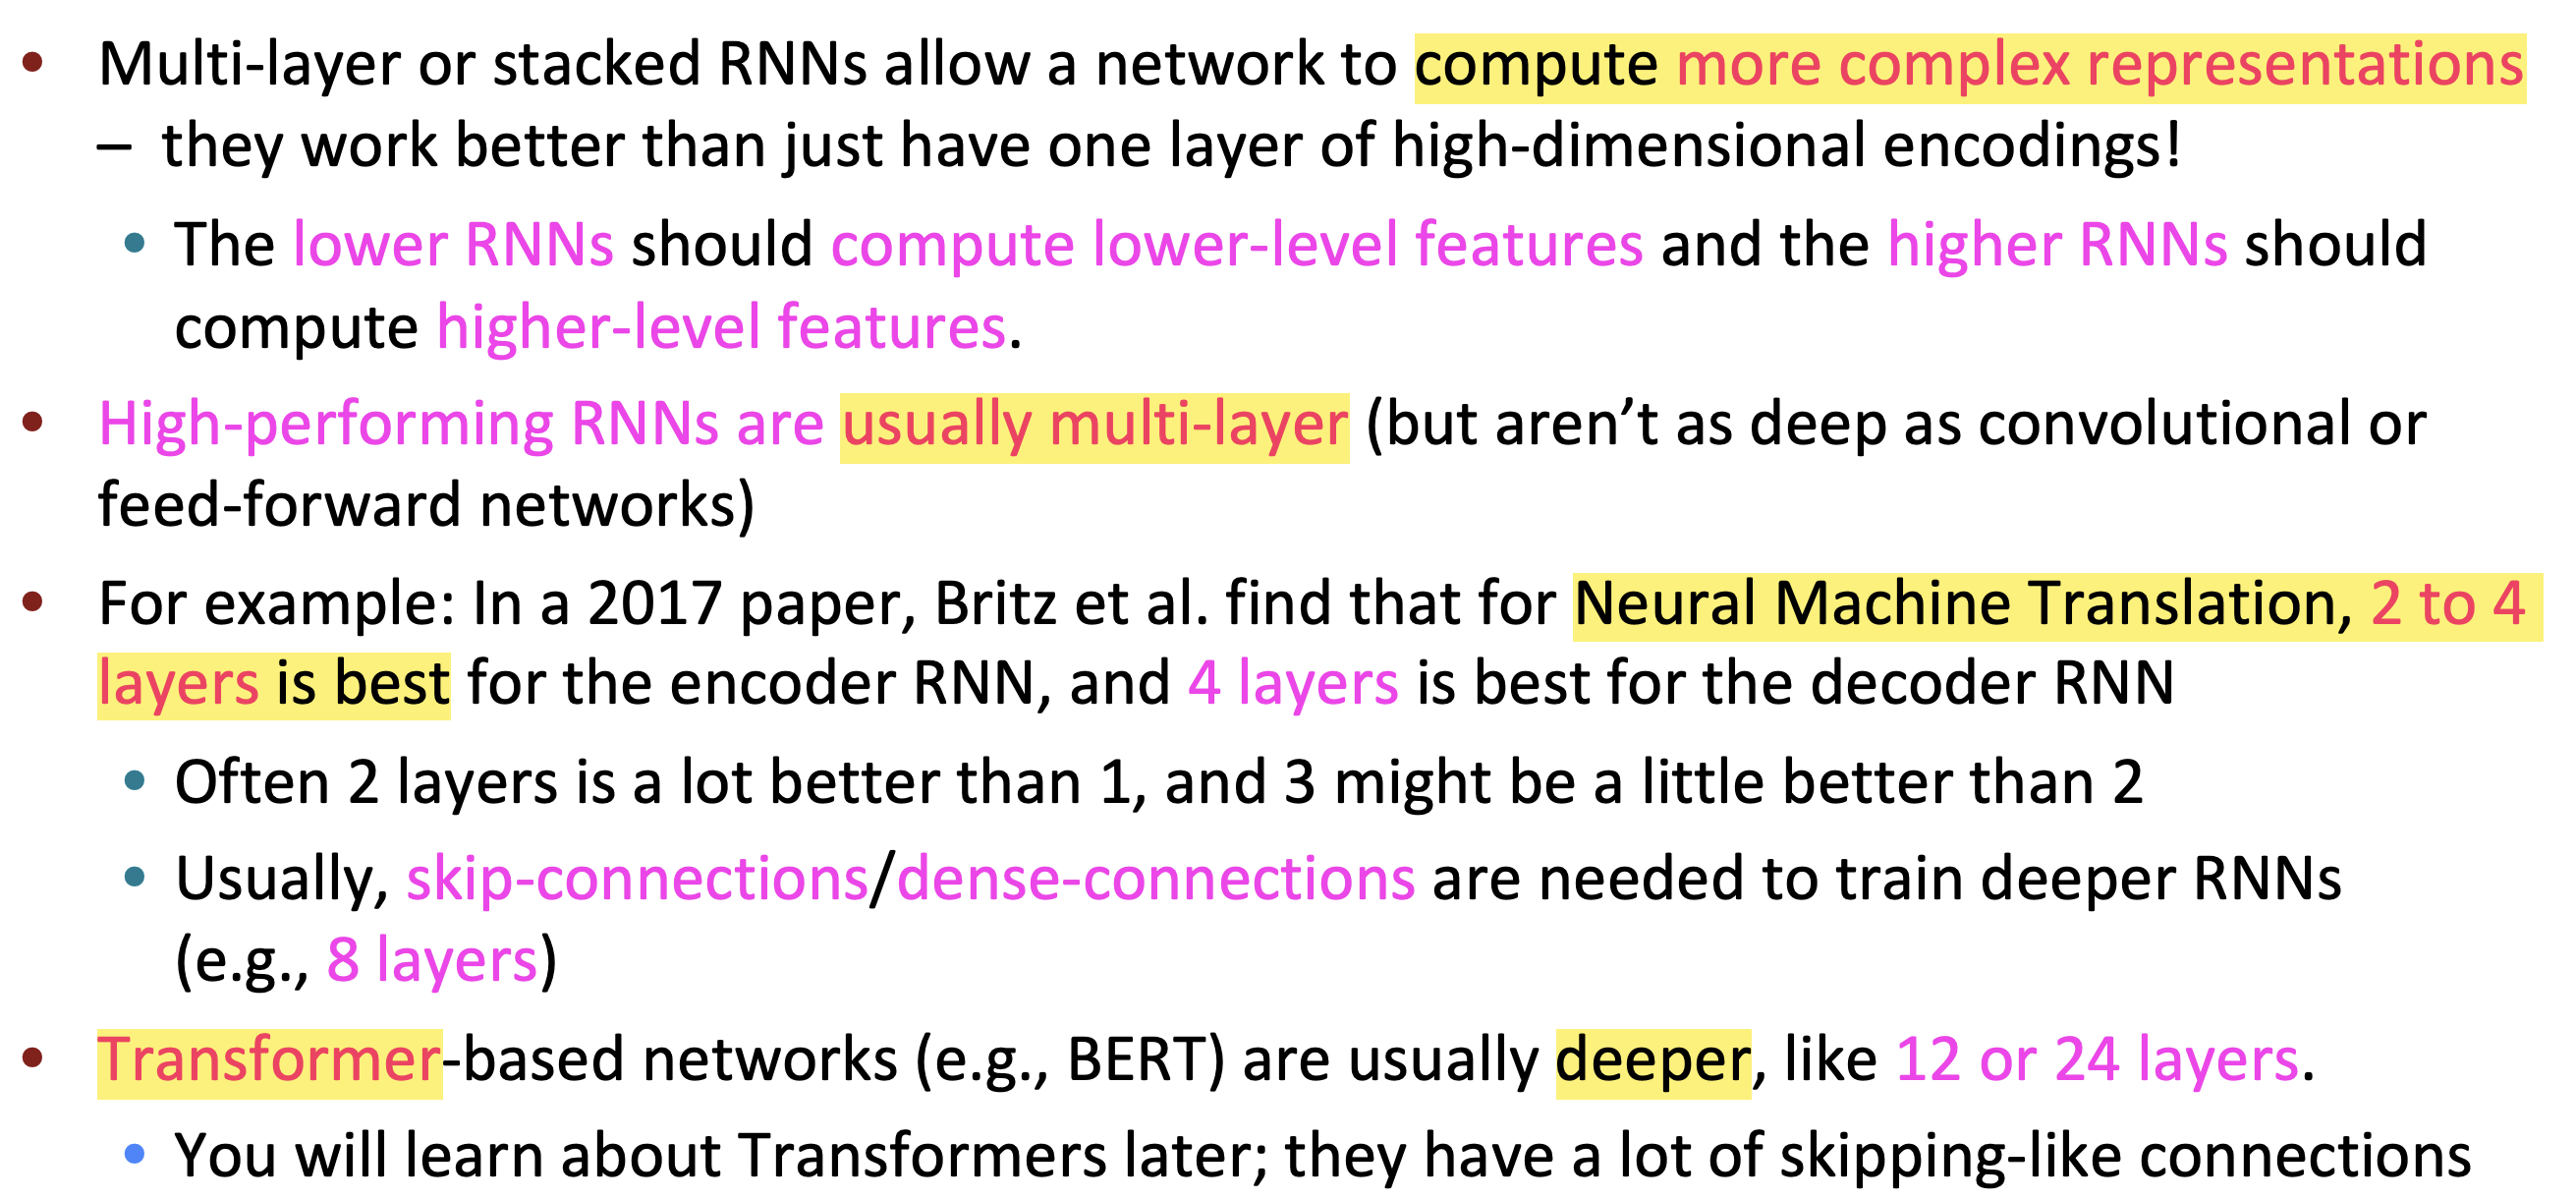 • Multi-layer or stacked RNNs allow a network to compute more complex representations
– they work better than just have one layer of high-dimensional encodings!
• The lower RNNs should compute lower-level features and the higher RNNs should
compute higher-level features.
• High-performing RNNs are usually multi-layer (but aren’t as deep as convolutional or
feed-forward networks)
• For example: In a 2017 paper, Britz et al. find that for Neural Machine Translation, 2 to 4
layers is best for the encoder RNN, and 4 layers is best for the decoder RNN
• Often 2 layers is a lot better than 1, and 3 might be a little better than 2
• Usually, skip-connections/dense-connections are needed to train deeper RNNs
(e.g., 8 layers)
• Transformer-based networks (e.g., BERT) are usually deeper, like 12 or 24 layers.
• You will learn about Transformers later; they have a lot of skipping-like connections